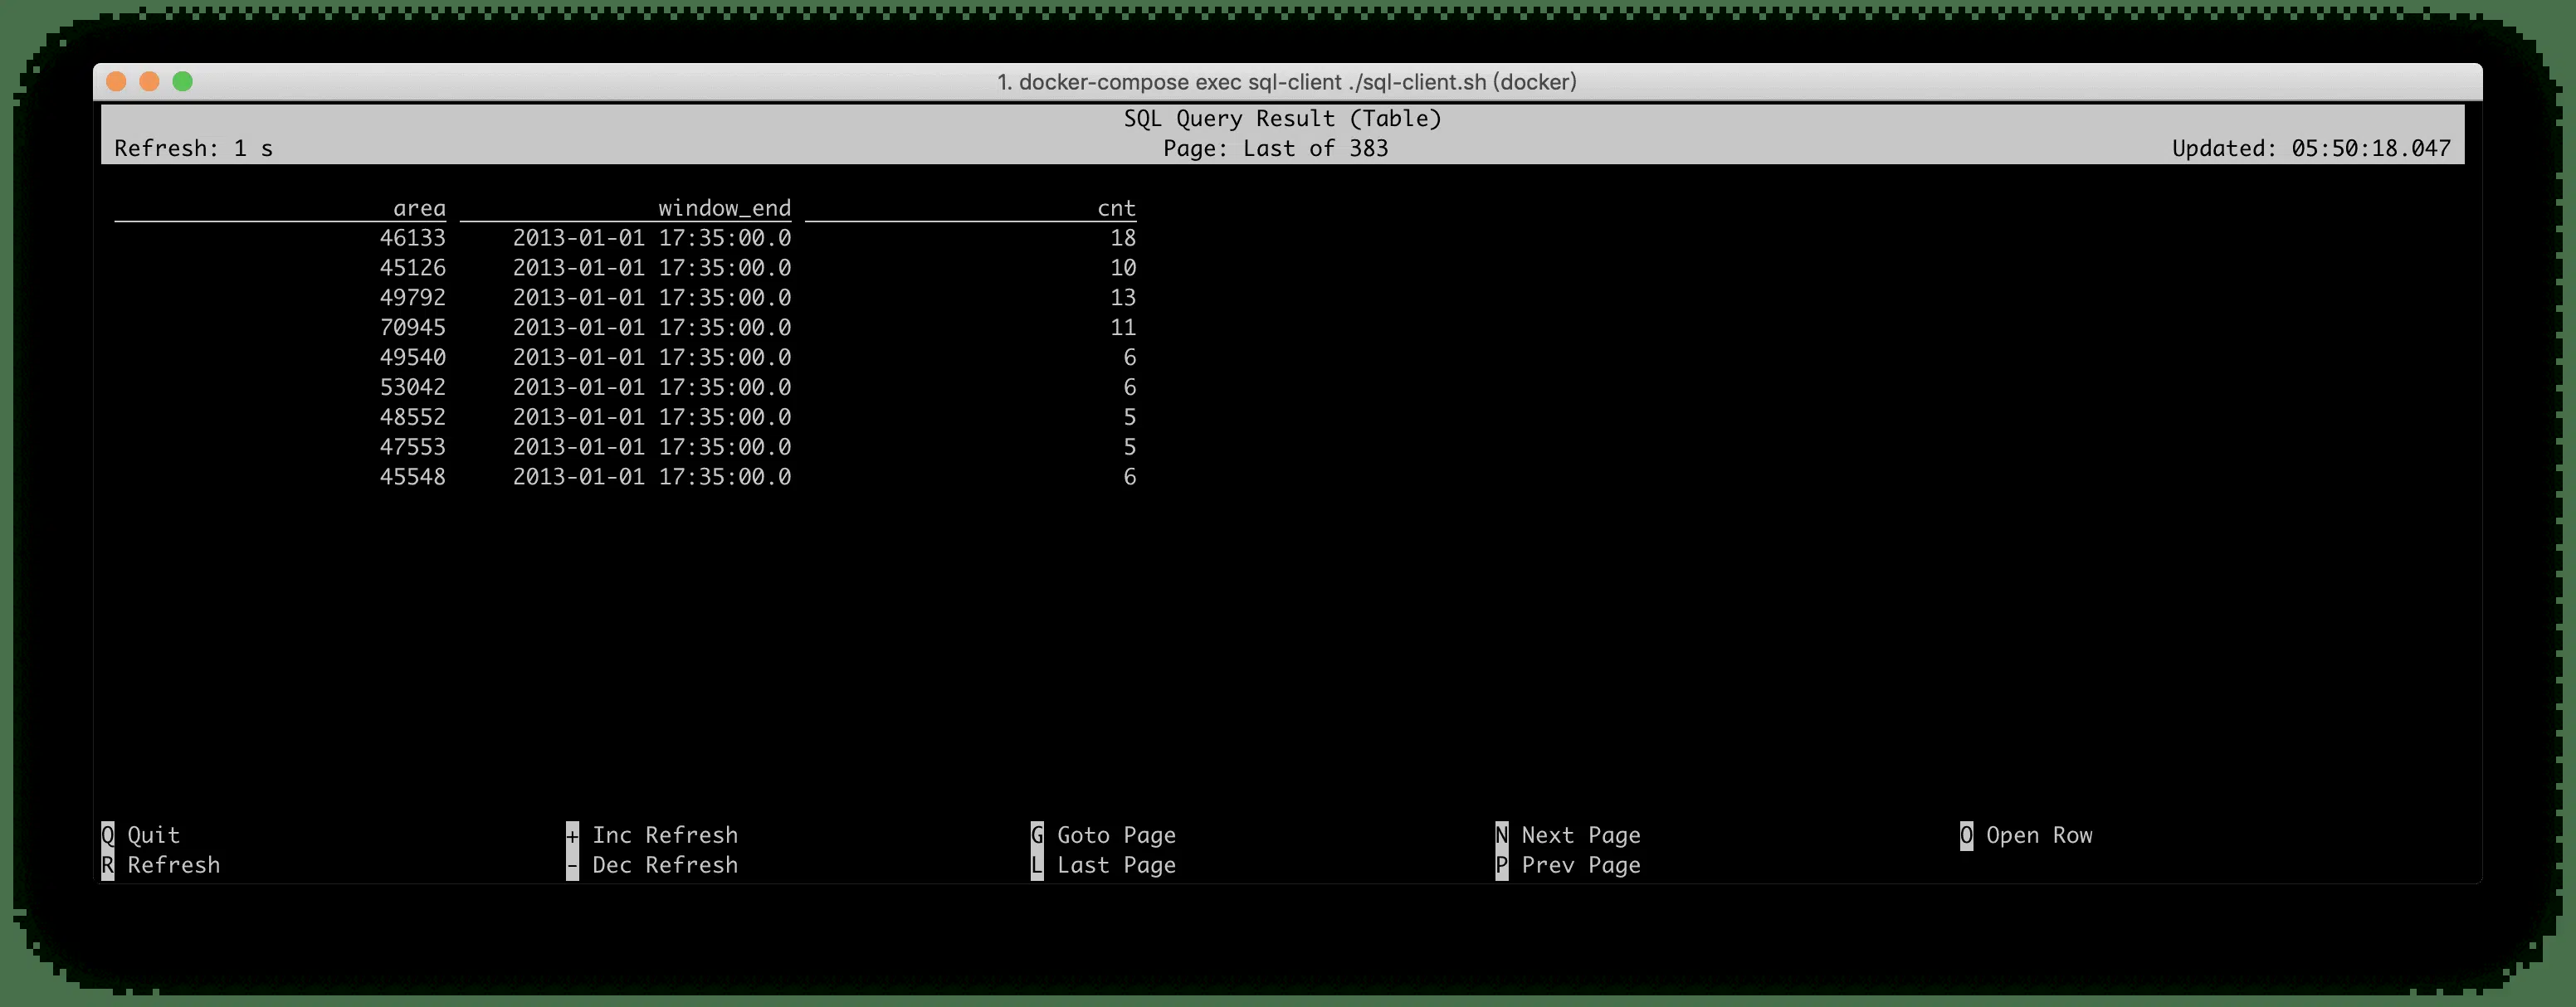 1. docker-compose exec sql-client ./sql-client.sh (docker)
SQL Query Result (Table)
Refresh: 1 s Page: Last of 383 Updated: 05:50:18.047
area window_end cnt
46133 2013-01-01 17:35:00.0 18
45126 2013-01-01 17:35:00.0 10
49792 2013-01-01 17:35:00.0 13
70945 2013-01-01 17:35:00.0 11
49540 2013-01-01 17:35:00.0 6
53042 2013-01-01 17:35:00.0 6
48552 2013-01-01 17:35:00.0 5
47553 2013-01-01 17:35:00.0 5
45548 2013-01-01 17:35:00.0 6
Q Quit + Inc Refresh G Goto Page N Next Page O Open Row
R Refresh - Dec Refresh L Last Page P Prev Page